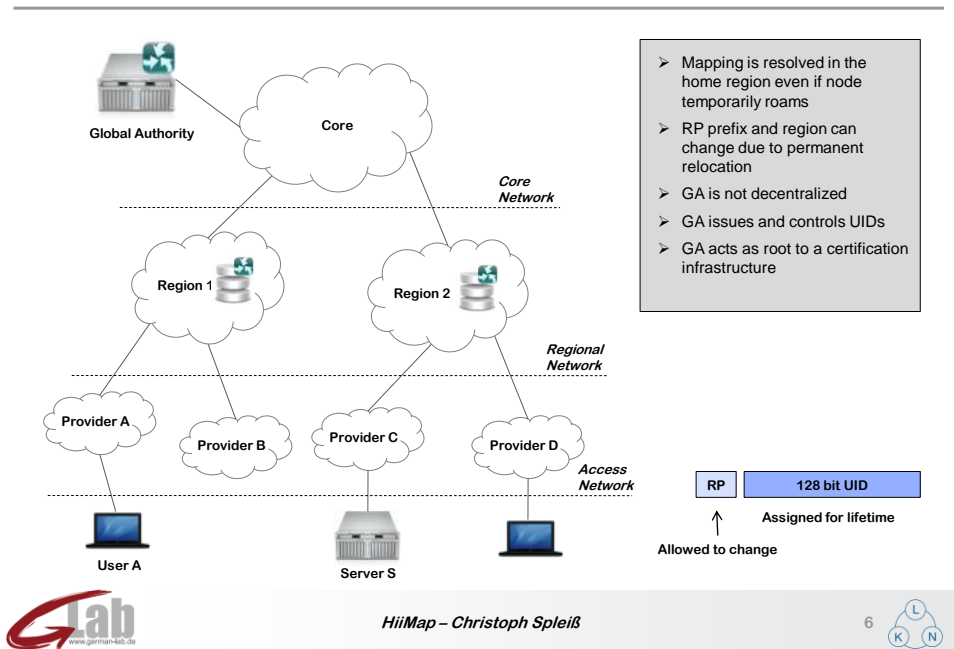 Global Authority
Core
Core
Network
Region 1
Region 2
Regional
Network
Provider A
Provider B
Provider C
Provider D
Access
Network
User A
Server S
➢ Mapping is resolved in the
home region even if node
temporarily roams
➢ RP prefix and region can
change due to permanent
relocation
➢ GA is not decentralized
➢ GA issues and controls UIDs
➢ GA acts as root to a certification
infrastructure
RP
128 bit UID
Assigned for lifetime
Allowed to change
G Lab
www.german-lab.de
HiiMap – Christoph Spleiß
6
L
K N